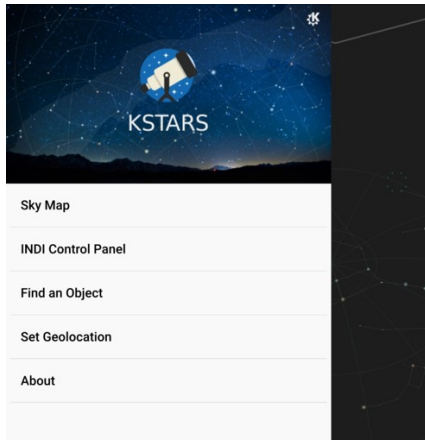 KSTARS
Sky Map
INDI Control Panel
Find an Object
Set Geolocation
About